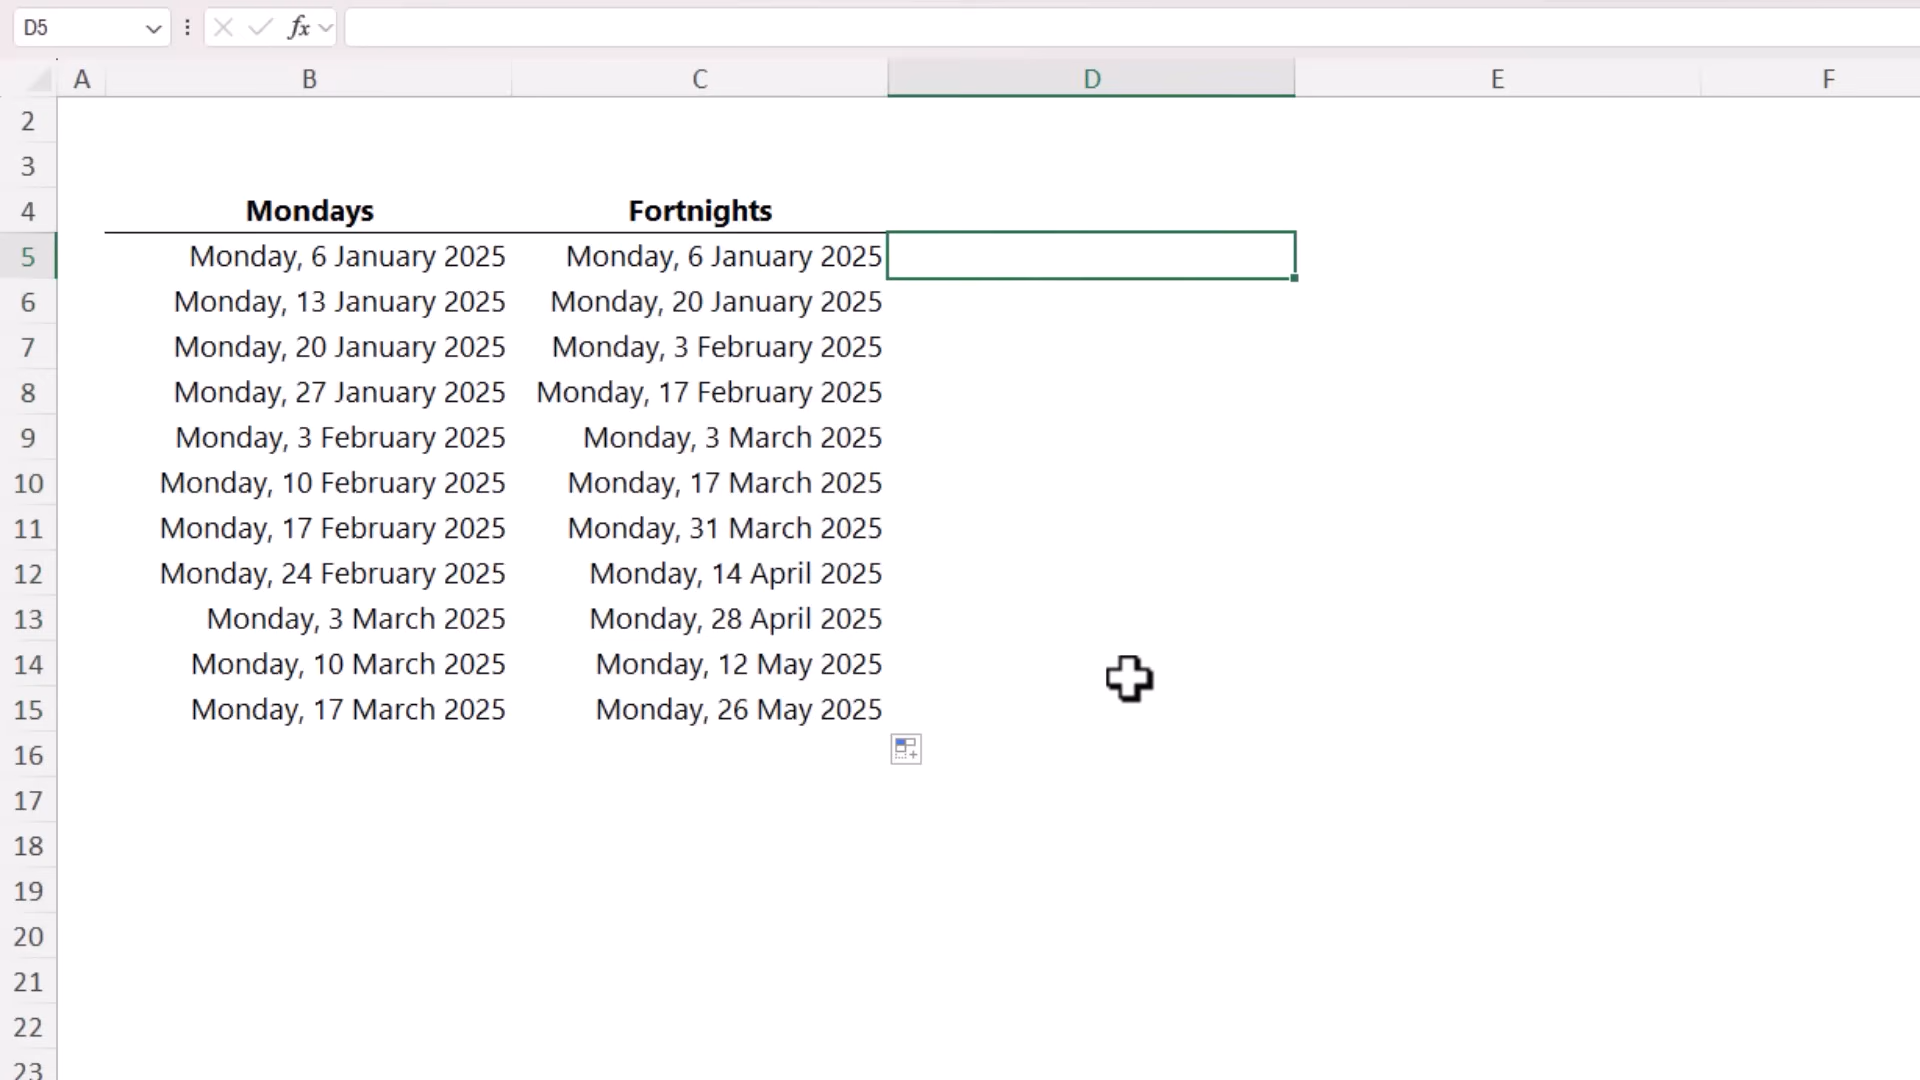 D5 fx
A B C D E F
2
3
4 Mondays Fortnights
5 Monday, 6 January 2025 Monday, 6 January 2025
6 Monday, 13 January 2025 Monday, 20 January 2025
7 Monday, 20 January 2025 Monday, 3 February 2025
8 Monday, 27 January 2025 Monday, 17 February 2025
9 Monday, 3 February 2025 Monday, 3 March 2025
10 Monday, 10 February 2025 Monday, 17 March 2025
11 Monday, 17 February 2025 Monday, 31 March 2025
12 Monday, 24 February 2025 Monday, 14 April 2025
13 Monday, 3 March 2025 Monday, 28 April 2025
14 Monday, 10 March 2025 Monday, 12 May 2025
15 Monday, 17 March 2025 Monday, 26 May 2025
16
17
18
19
20
21
22
23